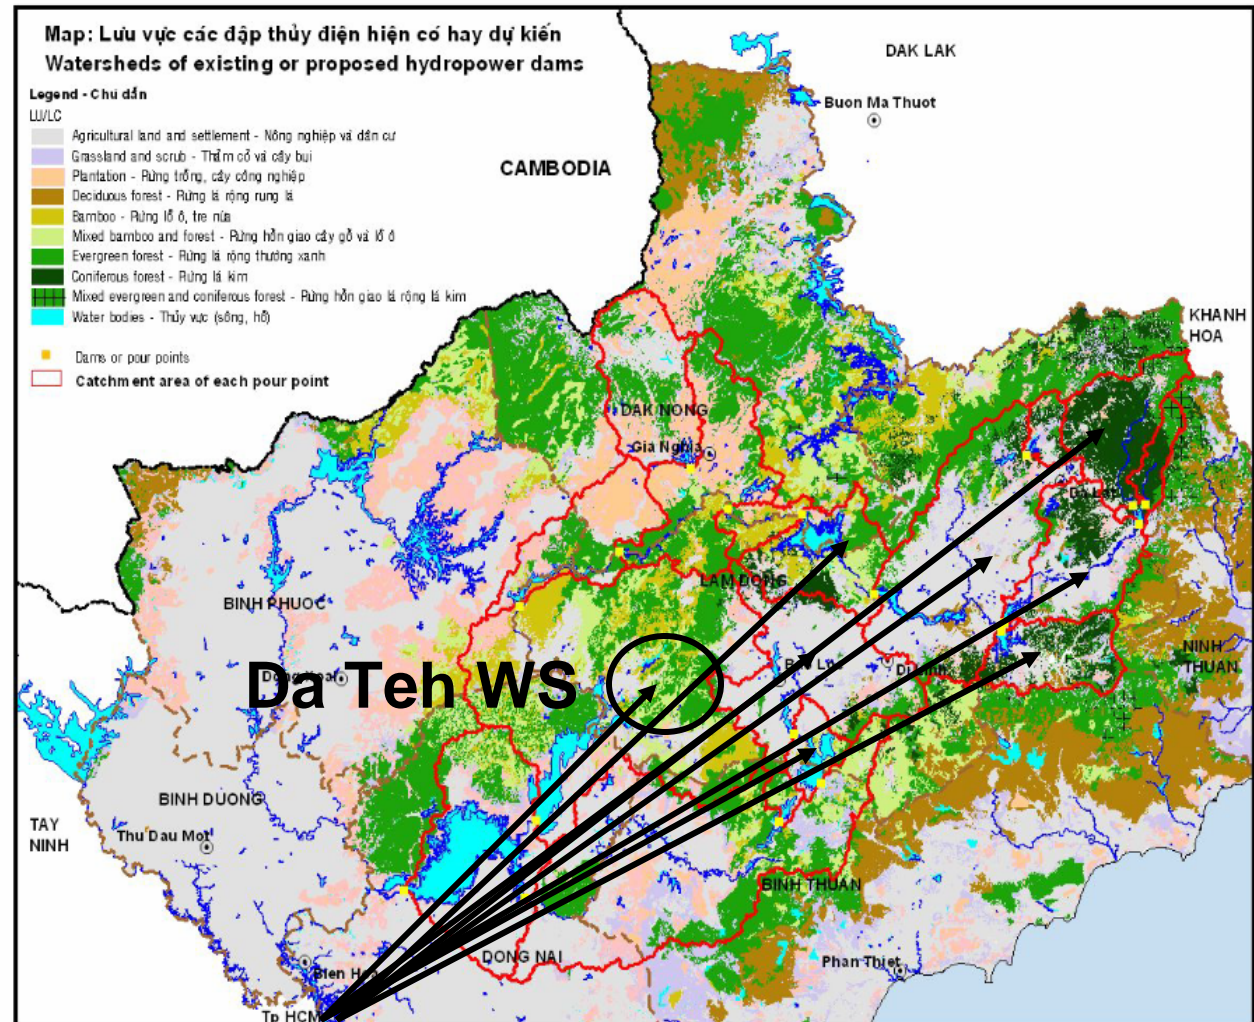 Map: Lưu vực các đập thủy điện hiện có hay dự kiến
Watersheds of existing or proposed hydropower dams
Legend - Chú dẫn
LU/LC
Agricultural land and settlement - Nông nghiệp và dân cư
Grassland and scrub - Thảm cỏ và cây bụi
Plantation - Rừng trồng, cây công nghiệp
Deciduous forest - Rừng lá rộng rụng lá
Bamboo - Rừng lồ ô, tre nứa
Mixed bamboo and forest - Rừng hỗn giao cây gỗ và lồ ô
Evergreen forest - Rừng lá rộng thường xanh
Coniferous forest - Rừng lá kim
Mixed evergreen and coniferous forest - Rừng hỗn giao lá rộng lá kim
Water bodies - Thủy vực (sông, hồ)
Dams or pour points
Catchment area of each pour point
DAK LAK
Buon Ma Thuot
CAMBODIA
KHANH
HOA
DAK NONG
Gia Nghia
Da Lat
LAM DONG
BINH PHUOC
NINH
THUAN
Da Teh WS
BINH DUONG
TAY
NINH
Thu Dau Mot
BINH THUAN
DONG NAI
Phan Thiet
Bien Hoa
Tp HCM